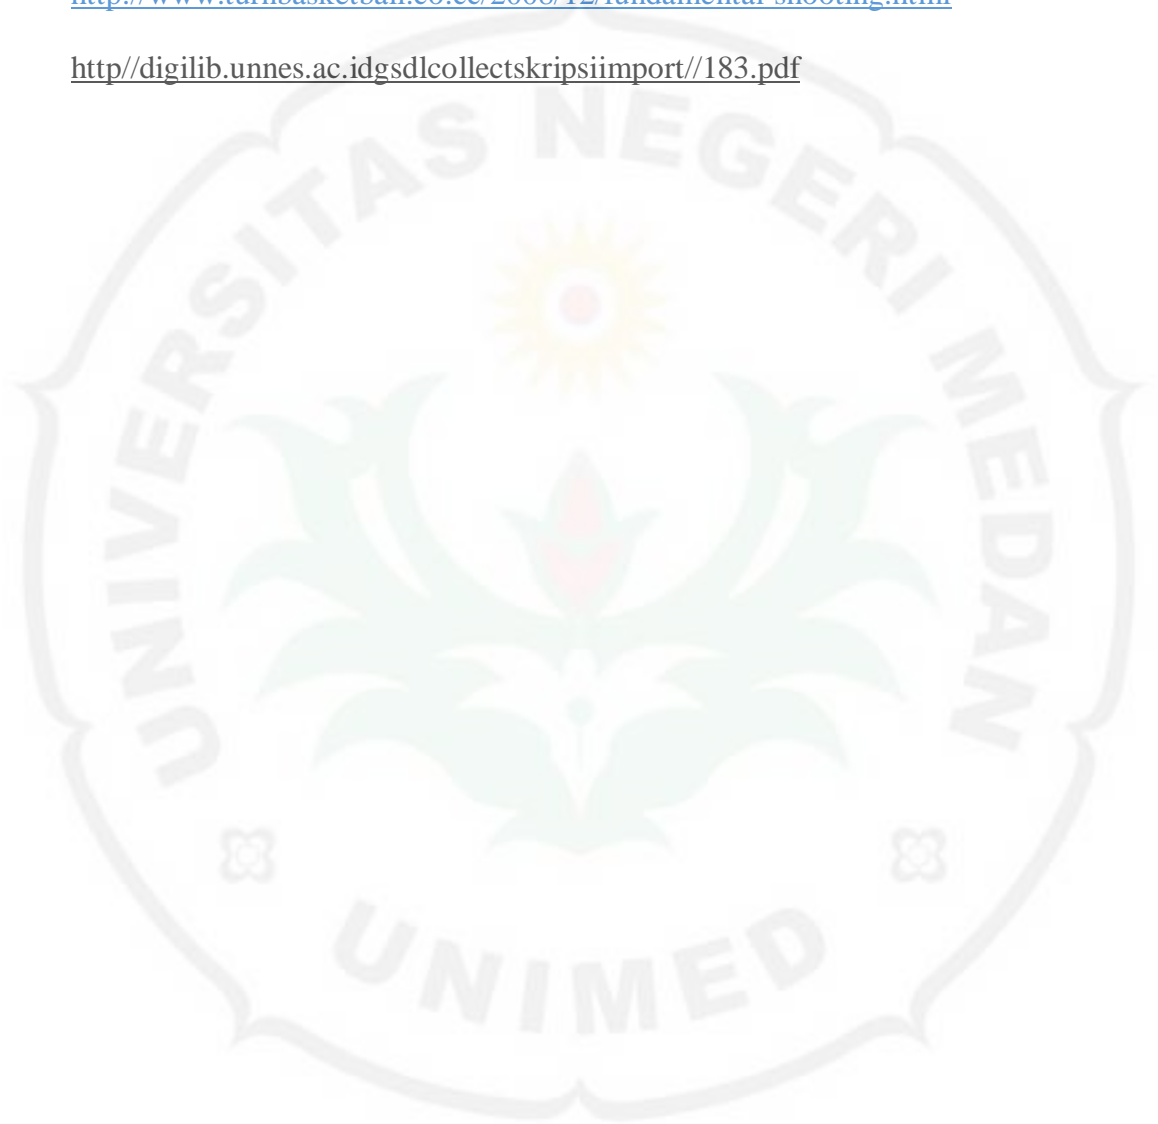 http//digilib.unnes.ac.idgsdlcollectskripsiimport//183.pdf
UNIVERSITAS NEGERI MEDAN
UNIMED